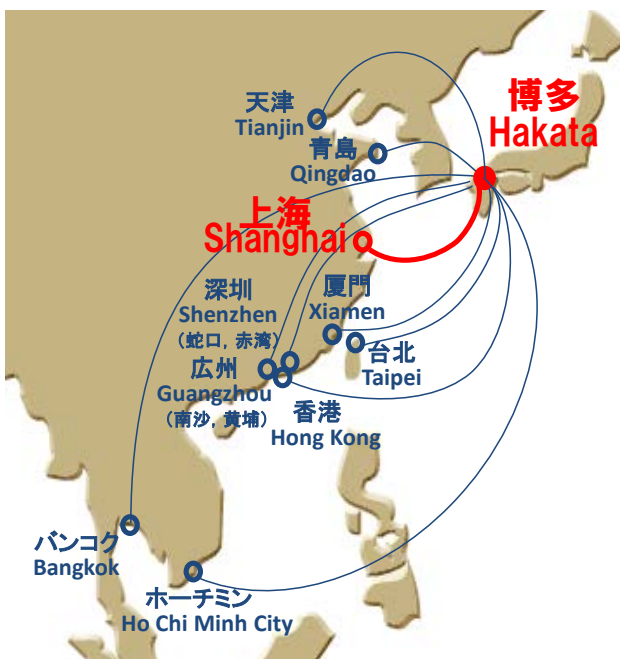 博多
Hakata
天津
Tianjin
青島
Qingdao
上海
Shanghai
深圳
Shenzhen
(蛇口, 赤湾)
厦門
Xiamen
広州
Guangzhou
(南沙, 黄埔)
台北
Taipei
香港
Hong Kong
バンコク
Bangkok
ホーチミン
Ho Chi Minh City